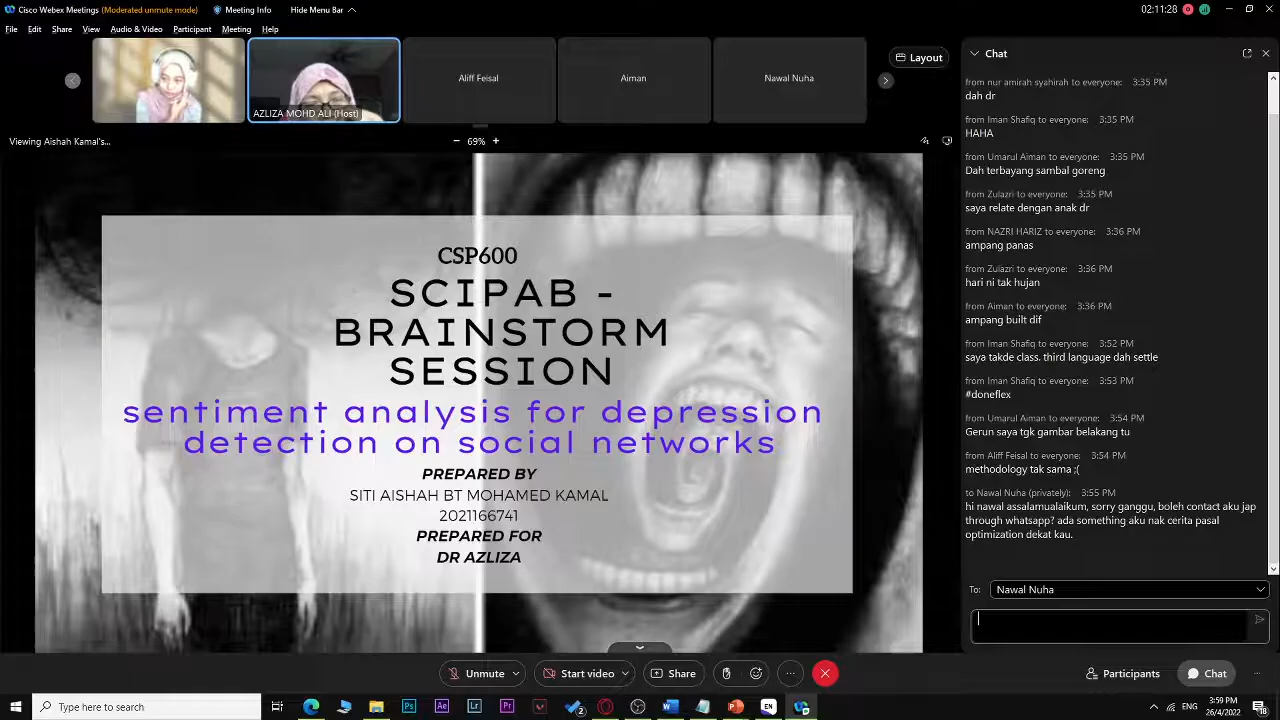 Cisco Webex Meetings (Moderated unmute mode) Meeting Info Hide Menu Bar 02:11:28
File Edit Share View Audio & Video Participant Meeting Help
Layout
AZLIZA MOHD ALI (Host)
Aliff Feisal
Aiman
Nawal Nuha
Viewing Aishah Kamal's...
69%
CSP600
SCIPAB -
BRAINSTORM
SESSION
sentiment analysis for depression
detection on social networks
PREPARED BY
SITI AISHAH BT MOHAMED KAMAL
2021166741
PREPARED FOR
DR AZLIZA
Chat
from nur amirah syahirah to everyone: 3:35 PM
dah dr
from Iman Shafiq to everyone: 3:35 PM
HAHA
from Umarul Aiman to everyone: 3:35 PM
Dah terbayang sambal goreng
from Zulazri to everyone: 3:35 PM
saya relate dengan anak dr
from NAZRI HARIZ to everyone: 3:36 PM
ampang panas
from Zulazri to everyone: 3:36 PM
hari ni tak hujan
from Aiman to everyone: 3:36 PM
ampang built dif
from Iman Shafiq to everyone: 3:52 PM
saya takde class. third language dah settle
from Iman Shafiq to everyone: 3:53 PM
#doneflex
from Umarul Aiman to everyone: 3:54 PM
Gerun saya tgk gambar belakang tu
from Aliff Feisal to everyone: 3:54 PM
methodology tak sama ;(
to Nawal Nuha (privately): 3:55 PM
hi nawal assalamualaikum, sorry ganggu, boleh contact aku jap
through whatsapp? ada something aku nak cerita pasal
optimization dekat kau.
To: Nawal Nuha
Unmute Start video Share Participants Chat
Type here to search
Ps Ae Lr Pr 2 W P EN
ENG 3:59 PM
26/4/2022